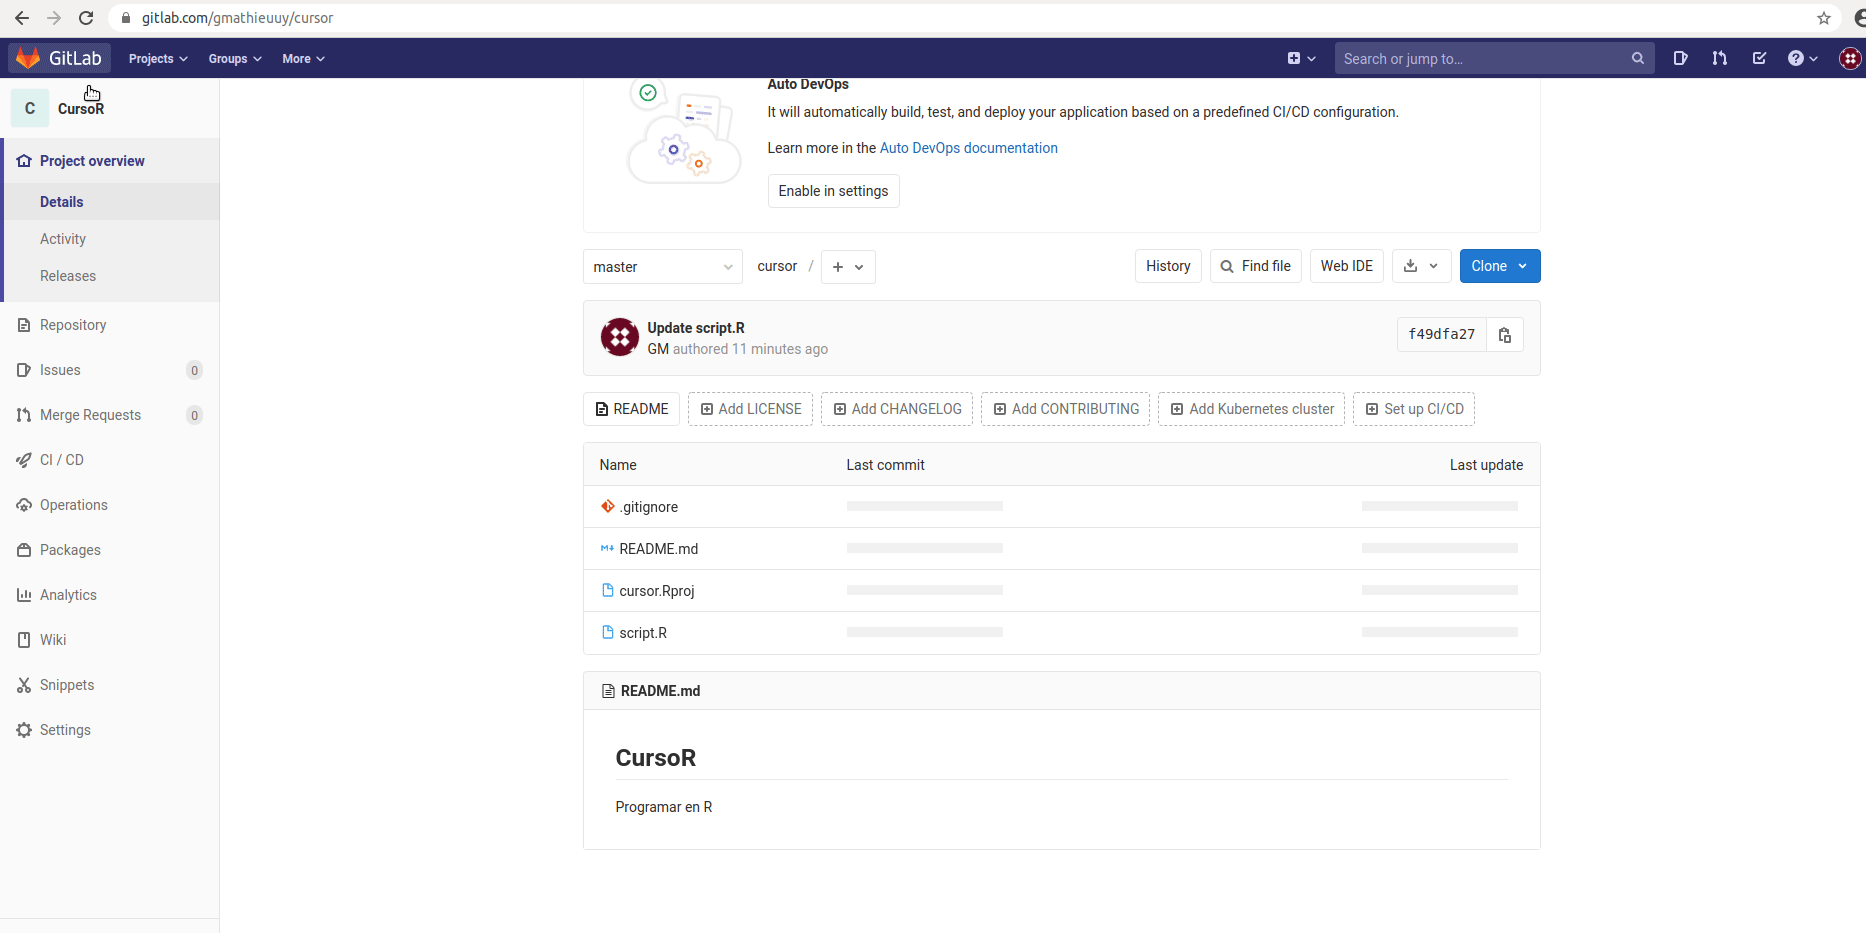 gitlab.com/gmathieuuy/cursor
GitLab Projects Groups More Search or jump to...
C CursoR
Project overview
Details
Activity
Releases
Repository
Issues 0
Merge Requests 0
CI / CD
Operations
Packages
Analytics
Wiki
Snippets
Settings
Auto DevOps
It will automatically build, test, and deploy your application based on a predefined CI/CD configuration.
Learn more in the Auto DevOps documentation
Enable in settings
master cursor / + History Find file Web IDE Clone
Update script.R
GM authored 11 minutes ago
f49dfa27
README Add LICENSE Add CHANGELOG Add CONTRIBUTING Add Kubernetes cluster Set up CI/CD
Name Last commit Last update
.gitignore
README.md
cursor.Rproj
script.R
README.md
CursoR
Programar en R